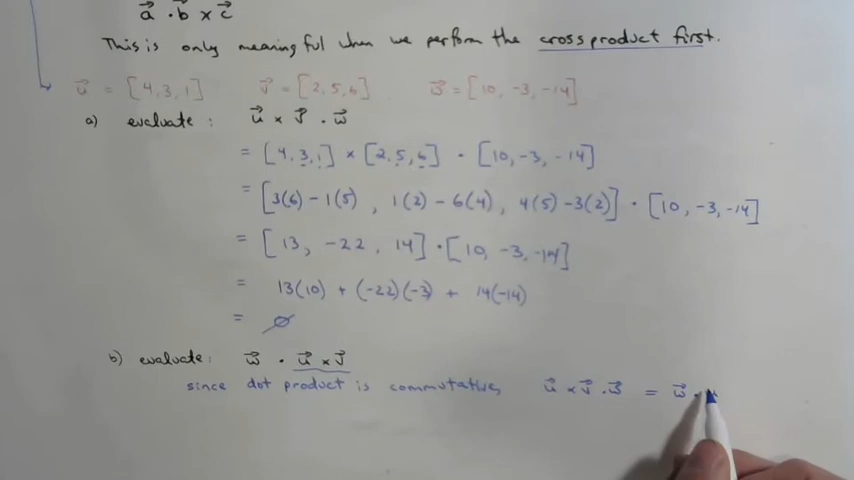 a⃗ · b⃗ × c⃗
This is only meaningful when we perform the cross product first.
u⃗ = [4,3,1] v⃗ = [2,5,6] w⃗ = [10, -3, -14]
a) evaluate: u⃗ × v⃗ · w⃗
= [4,3,1] × [2,5,6] · [10,-3,-14]
= [3(6) - 1(5), 1(2) - 6(4), 4(5) - 3(2)] · [10, -3, -14]
= [13, -22, 14] · [10, -3, -14]
= 13(10) + (-22)(-3) + 14(-14)
= 0
b) evaluate: w⃗ · u⃗ × v⃗
since dot product is commutative, u⃗ × v⃗ · w⃗ = w⃗ ·